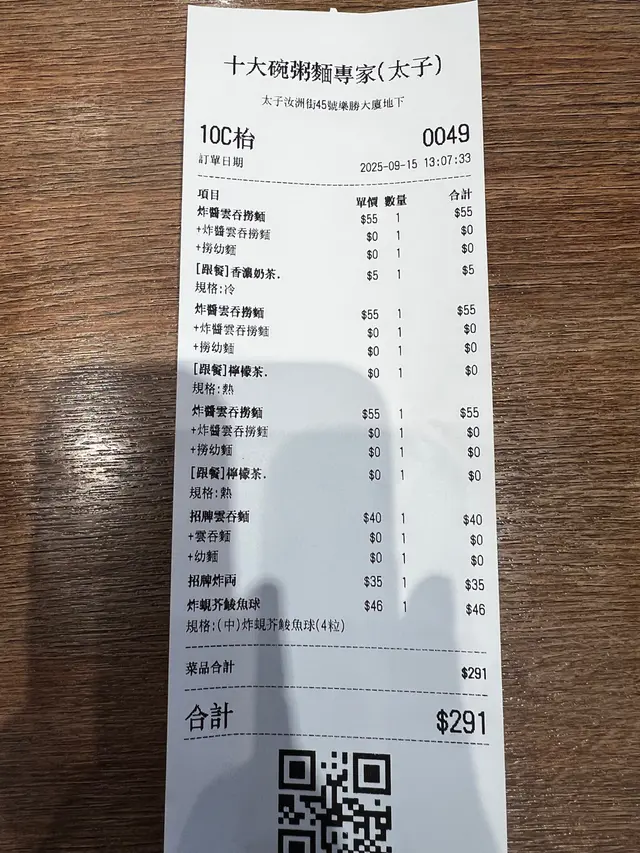 十大碗粥麵專家(太子)
太子汝洲街45號樂勝大廈地下
10C枱 0049
訂單日期 2025-09-15 13:07:33
項目 單價 數量 合計
炸醬雲吞撈麵 $55 1 $55
+炸醬雲吞撈麵 $0 1 $0
+撈幼麵 $0 1 $0
[跟餐]香濃奶茶. $5 1 $5
規格:冷
炸醬雲吞撈麵 $55 1 $55
+炸醬雲吞撈麵 $0 1 $0
+撈幼麵 $0 1 $0
[跟餐]檸檬茶. $0 1 $0
規格:熱
炸醬雲吞撈麵 $55 1 $55
+炸醬雲吞撈麵 $0 1 $0
+撈幼麵 $0 1 $0
[跟餐]檸檬茶. $0 1 $0
規格:熱
招牌雲吞麵 $40 1 $40
+雲吞麵 $0 1 $0
+幼麵 $0 1 $0
招牌炸両 $35 1 $35
炸蜆芥鯪魚球 $46 1 $46
規格:(中)炸蜆芥鯪魚球(4粒)
菜品合計 $291
合計 $291